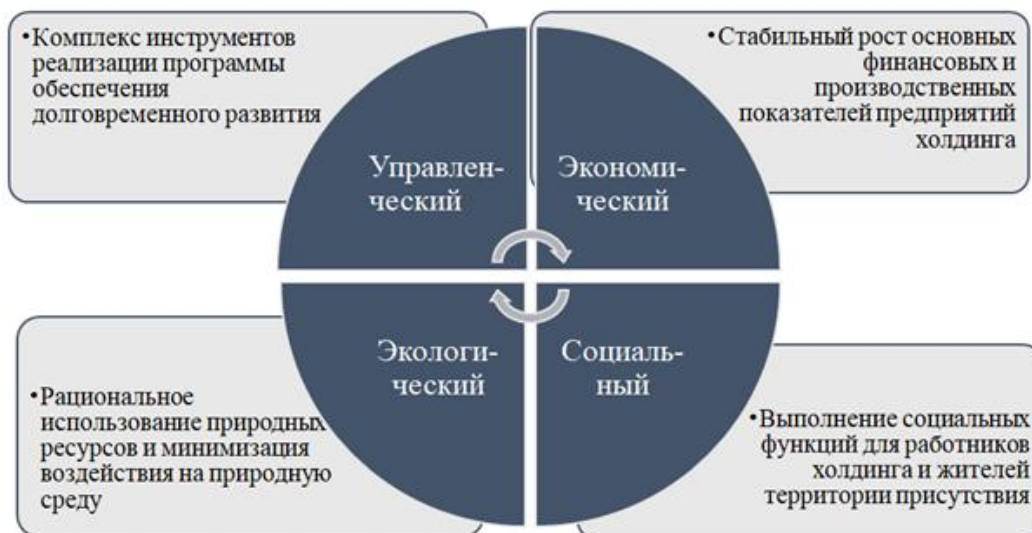 •Комплекс инструментов
реализации программы
обеспечения
долговременного развития
•Стабильный рост основных
финансовых и
производственных
показателей предприятий
холдинга
Управлен-
ческий
Экономи-
ческий
Экологи-
ческий
Социаль-
ный
•Рациональное
использование природных
ресурсов и минимизация
воздействия на природную
среду
•Выполнение социальных
функций для работников
холдинга и жителей
территории присутствия